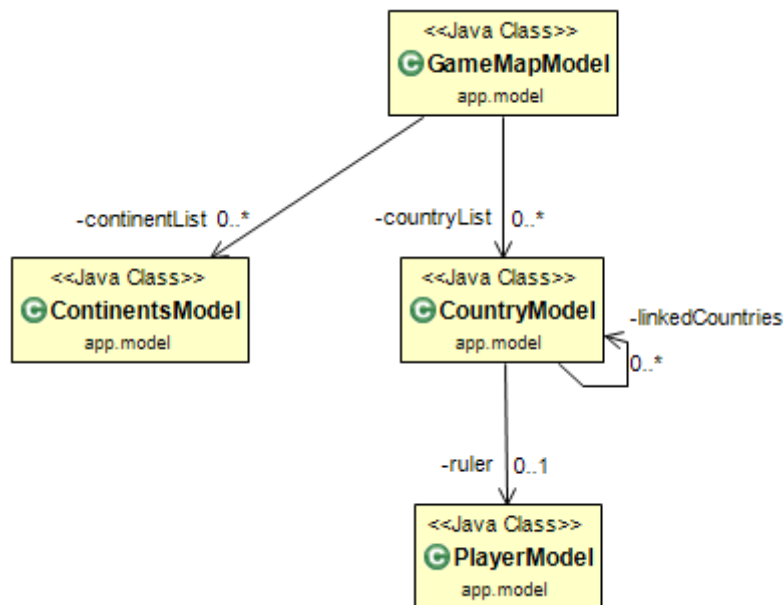 <<Java Class>>
C GameMapModel
app.model
-continentList 0..*
-countryList 0..*
<<Java Class>>
C ContinentsModel
app.model
<<Java Class>>
C CountryModel
app.model
-linkedCountries
0..*
-ruler 0..1
<<Java Class>>
C PlayerModel
app.model